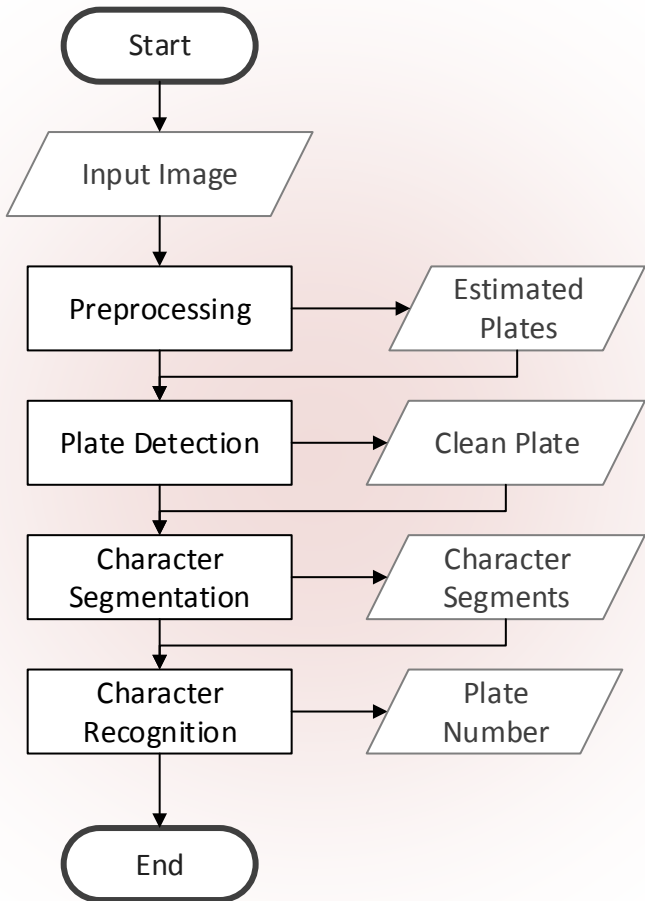 Start
Input Image
Preprocessing
Estimated
Plates
Plate Detection
Clean Plate
Character
Segmentation
Character
Segments
Character
Recognition
Plate
Number
End